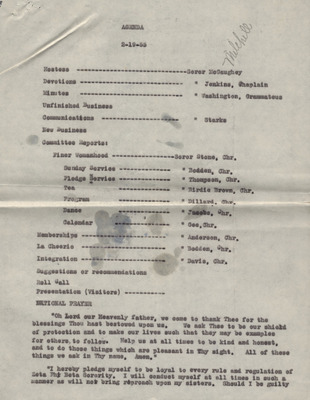 AGENDA
2-19-55
Mitchell
Hostess ------------------------Soror McCoughey
Devotions ---------------------- " Jenkins, Chaplain
Minutes ------------------------ " Washington, Grammateus
Unfinished Business
Communications ----------------- " Starks
New Business
Committee Reports:
Finer Womanhood ----------------Soror Stone, Chr.
Sunday Service ------------- " Bodden, Chr.
Pledge Service ------------- " Thompson, Chr.
Tea ------------------------ " Birdie Brown, Chr.
Program -------------------- " Dillard, Chr.
Dance ---------------------- " Jacobs, Chr.
Calendar ------------------- " Gee, Chr.
Memberships -------------------- " Anderson, Chr.
La Cheerie --------------------- " Bodden, Chr.
Integration -------------------- " Davis, Chr.
Suggestions or recomendations
Roll Call
Presentation (Visitors) ---------
NATIONAL PRAYER
"Oh Lord our Heavenly father, we come to thank Thee for the
blessings Thou hast bestowed upon us. We ask Thee to be our shield
of protection and to make our lives such that they may be examples
for others to follow. Help us at all times to be kind and honest,
and to do those things which are pleasant in Thy sight. All of these
things we ask in Thy name, Amen."
"I hereby pledge myself to be loyal to every rule and regulation of
Zeta Phi Beta Sorority. I will conduct myself at all times in such a
manner as will not bring reproach upon my sisters. Should I be guilty